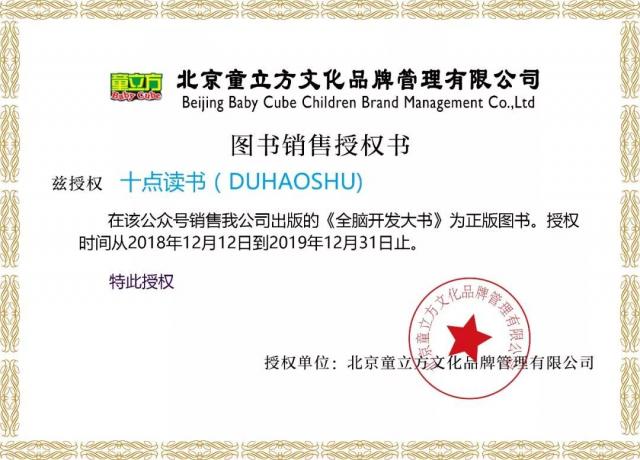 童立方
Baby Cube
北京童立方文化品牌管理有限公司
Beijing Baby Cube Children Brand Management Co.,Ltd
图书销售授权书
兹授权 十点读书（DUHAOSHU)
在该公众号销售我公司出版的《全脑开发大书》为正版图书。授权
时间从2018年12月12日到2019年12月31日止。
特此授权
北京童立方文化品牌管理有限公司
授权单位：北京童立方文化品牌管理有限公司